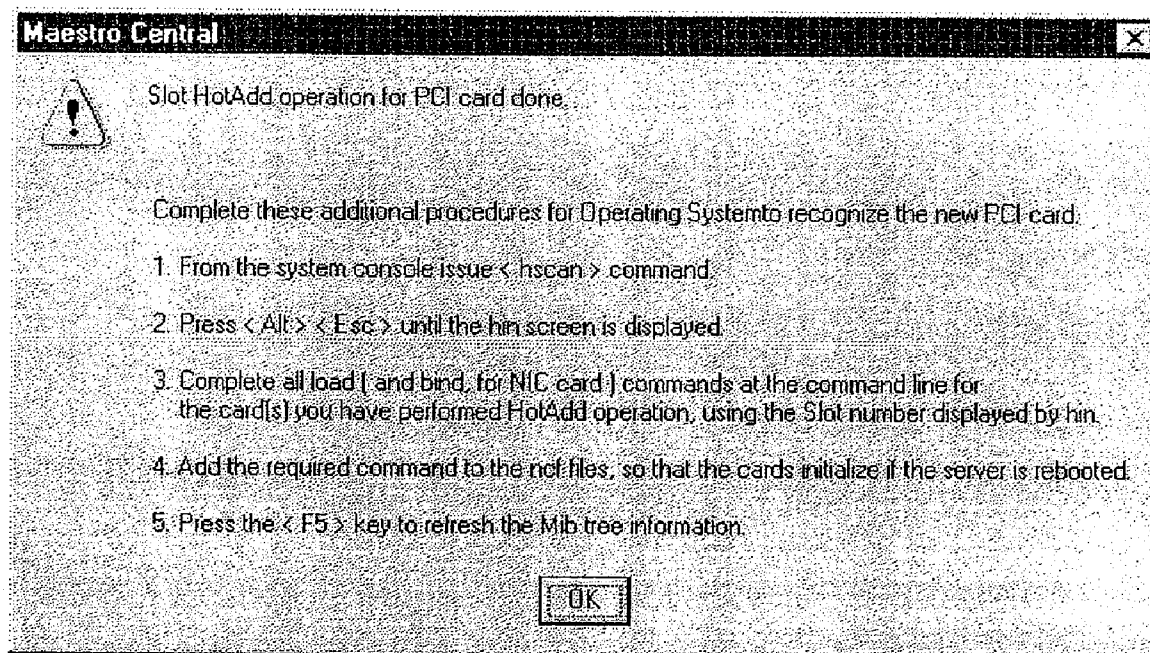 Maestro Central
Slot HotAdd operation for PCI card done.
Complete these additional procedures for Operating Systemto recognize the new PCI card.
1. From the system console issue < hscan > command.
2. Press < Alt > < Esc > until the hin screen is displayed.
3. Complete all load ( and bind, for NIC card ) commands at the command line for
the card(s) you have performed HotAdd operation, using the Slot number displayed by hin.
4. Add the required command to the ncf files, so that the cards initialize if the server is rebooted.
5. Press the < F5 > key to refresh the Mib tree information.
OK